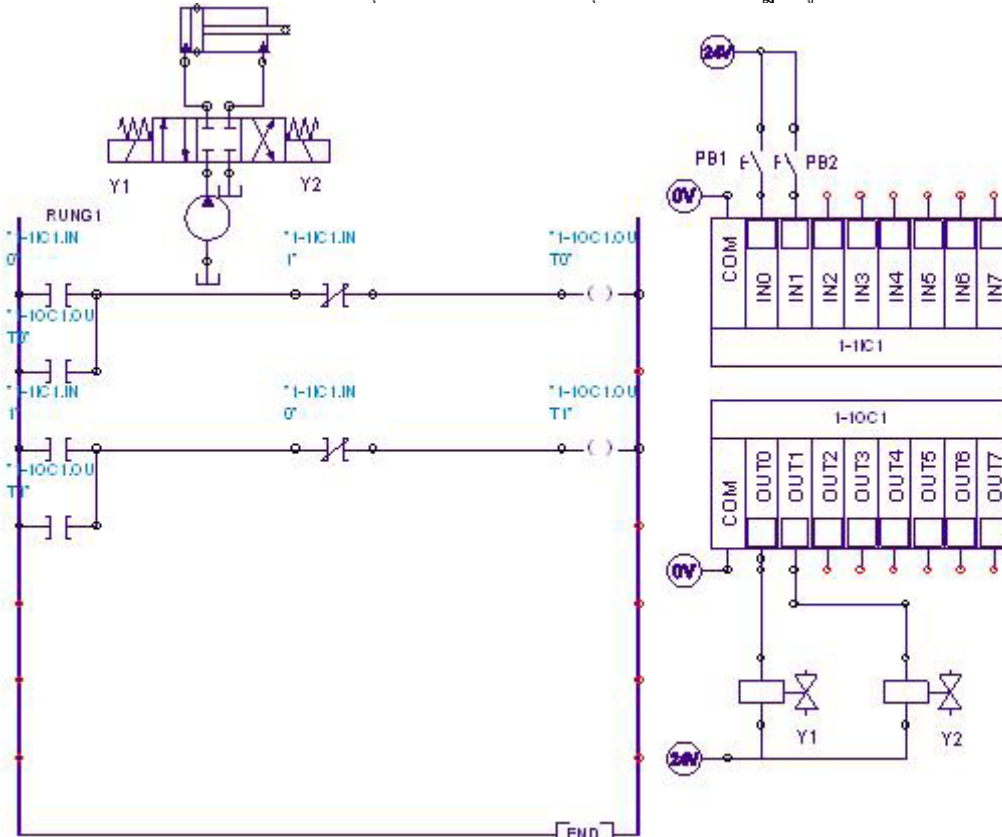 Y1
Y2
RUNG1
"1-1IC1.IN
0"
"1-1IC1.IN
1"
"1-1OC1.OU
T0"
"1-1OC1.OU
T0"
"1-1IC1.IN
1"
"1-1IC1.IN
0"
"1-1OC1.OU
T1"
"1-1OC1.OU
T1"
END
24V
PB1
PB2
0V
COM
IN0
IN1
IN2
IN3
IN4
IN5
IN6
IN7
1-1IC1
1-1OC1
COM
OUT0
OUT1
OUT2
OUT3
OUT4
OUT5
OUT6
OUT7
0V
Y1
Y2
24V